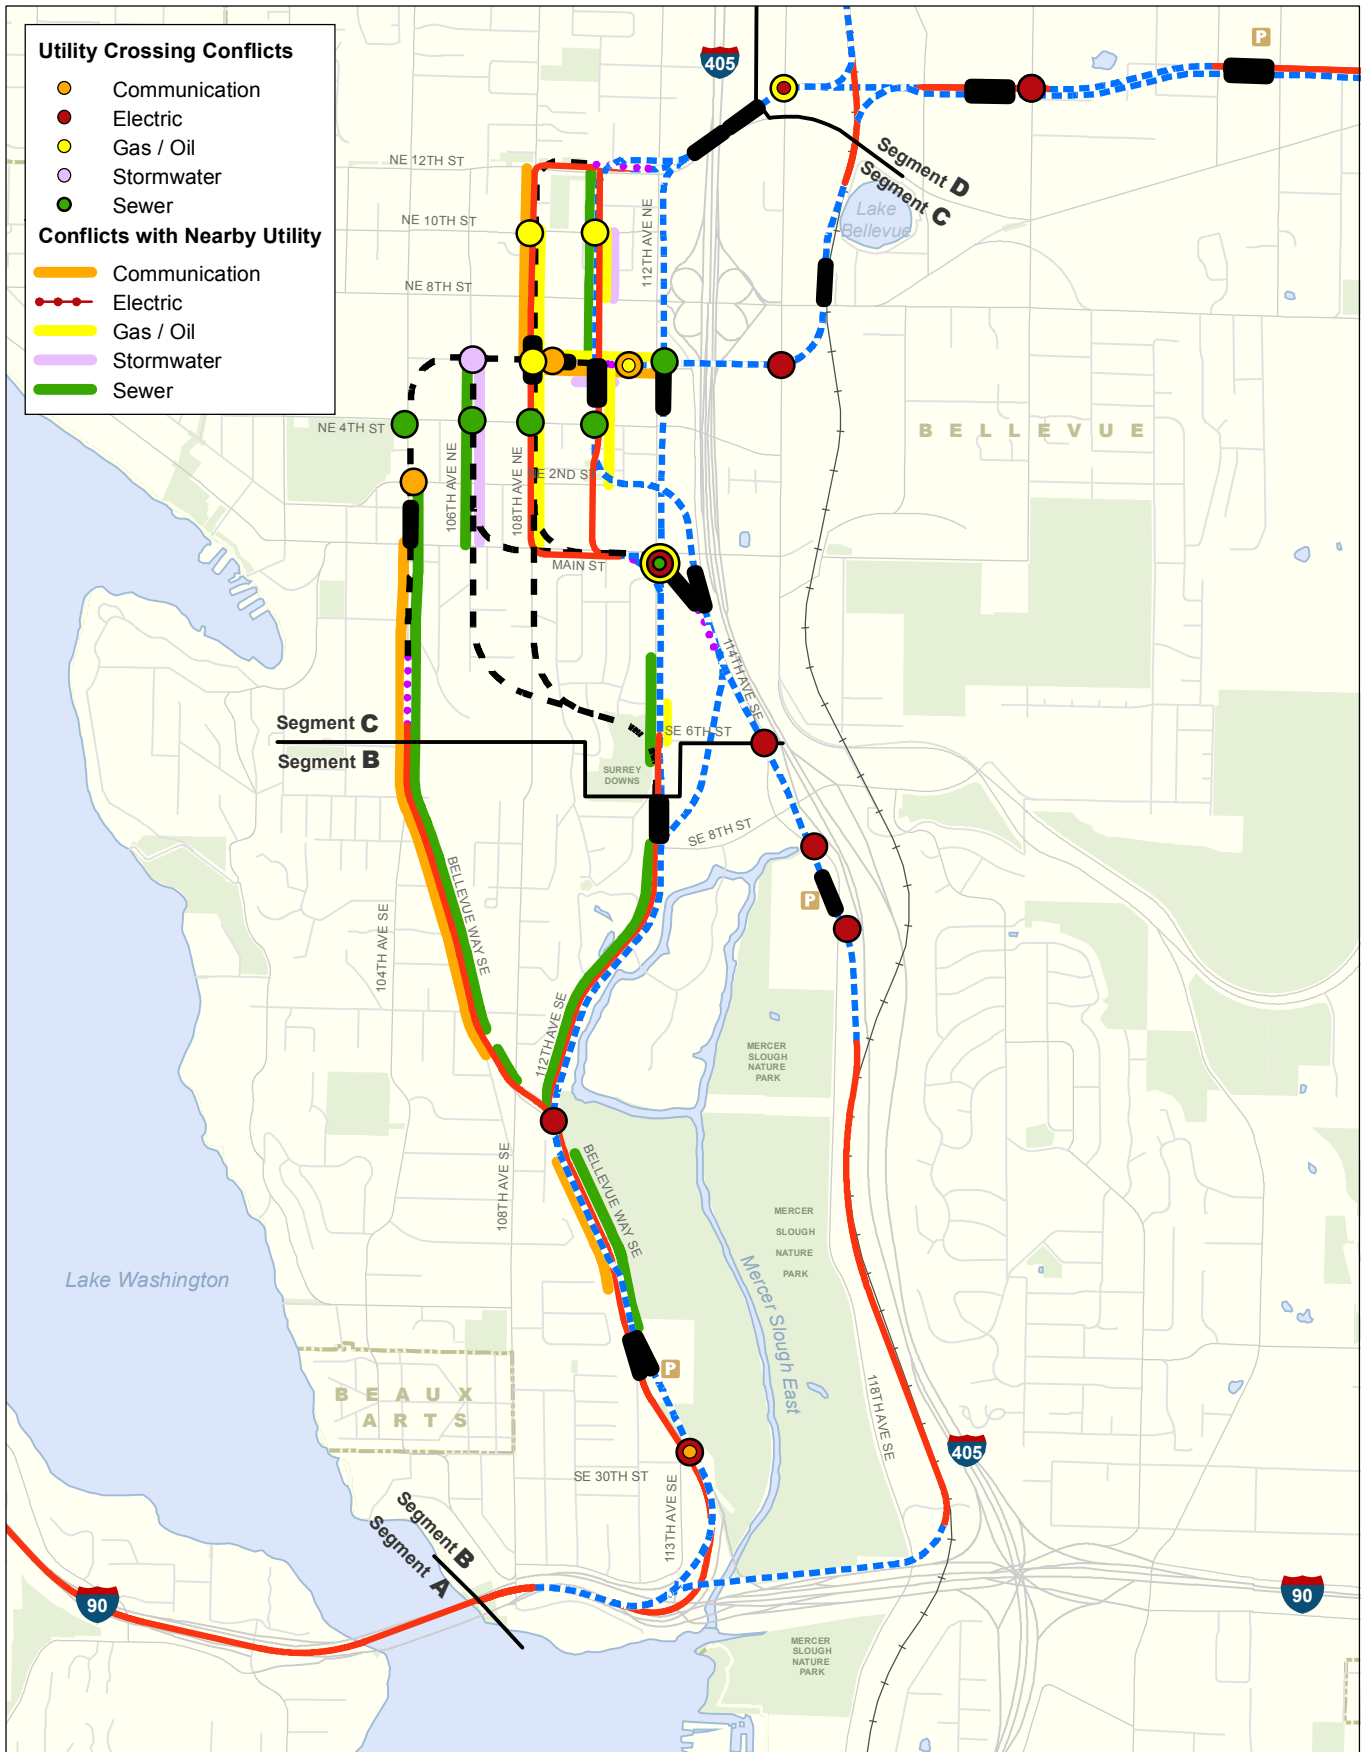 Utility Crossing Conflicts
Communication
Electric
Gas / Oil
Stormwater
Sewer
Conflicts with Nearby Utility
Communication
Electric
Gas / Oil
Stormwater
Sewer
405
P
P
P
NE 12TH ST
NE 10TH ST
NE 8TH ST
NE 4TH ST
E 2ND ST
MAIN ST
112TH AVE NE
106TH AVE NE
108TH AVE NE
Segment D
Segment C
Lake
Bellevue
BELLEVUE
114TH AVE SE
Segment C
Segment B
SE 6TH ST
SURREY
DOWNS
SE 8TH ST
104TH AVE SE
BELLEVUE WAY SE
112TH AVE SE
MERCER
SLOUGH
NATURE
PARK
108TH AVE SE
BELLEVUE WAY SE
MERCER
SLOUGH
NATURE
PARK
Lake Washington
Mercer Slough East
BEAUX
ARTS
118TH AVE SE
405
SE 30TH ST
113TH AVE SE
Segment B
Segment A
90
90
MERCER
SLOUGH
NATURE
PARK